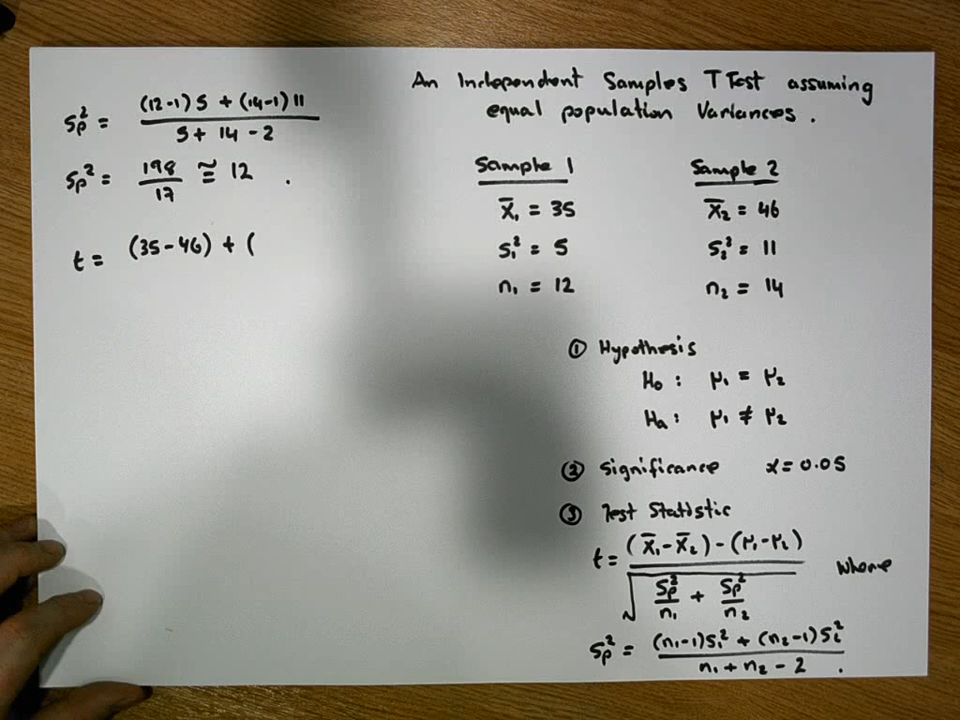 An Independent Samples T Test assuming
equal population Variances.
Sample 1
x̄₁ = 35
s₁² = 5
n₁ = 12
Sample 2
x̄₂ = 46
s₂² = 11
n₂ = 14
① Hypothesis
H₀ : μ₁ = μ₂
Hₐ : μ₁ ≠ μ₂
② Significance α = 0.05
③ Test Statistic
t = ((x̄₁ - x̄₂) - (μ₁ - μ₂)) / √(Sp²/n₁ + Sp²/n₂) where
Sp² = ((n₁-1)S₁² + (n₂-1)S₂²) / (n₁ + n₂ - 2) .
Sp² = ((12-1)5 + (14-1)11) / (5 + 14 - 2)
Sp² = 198/17 ≅ 12 .
t = (35-46) + (